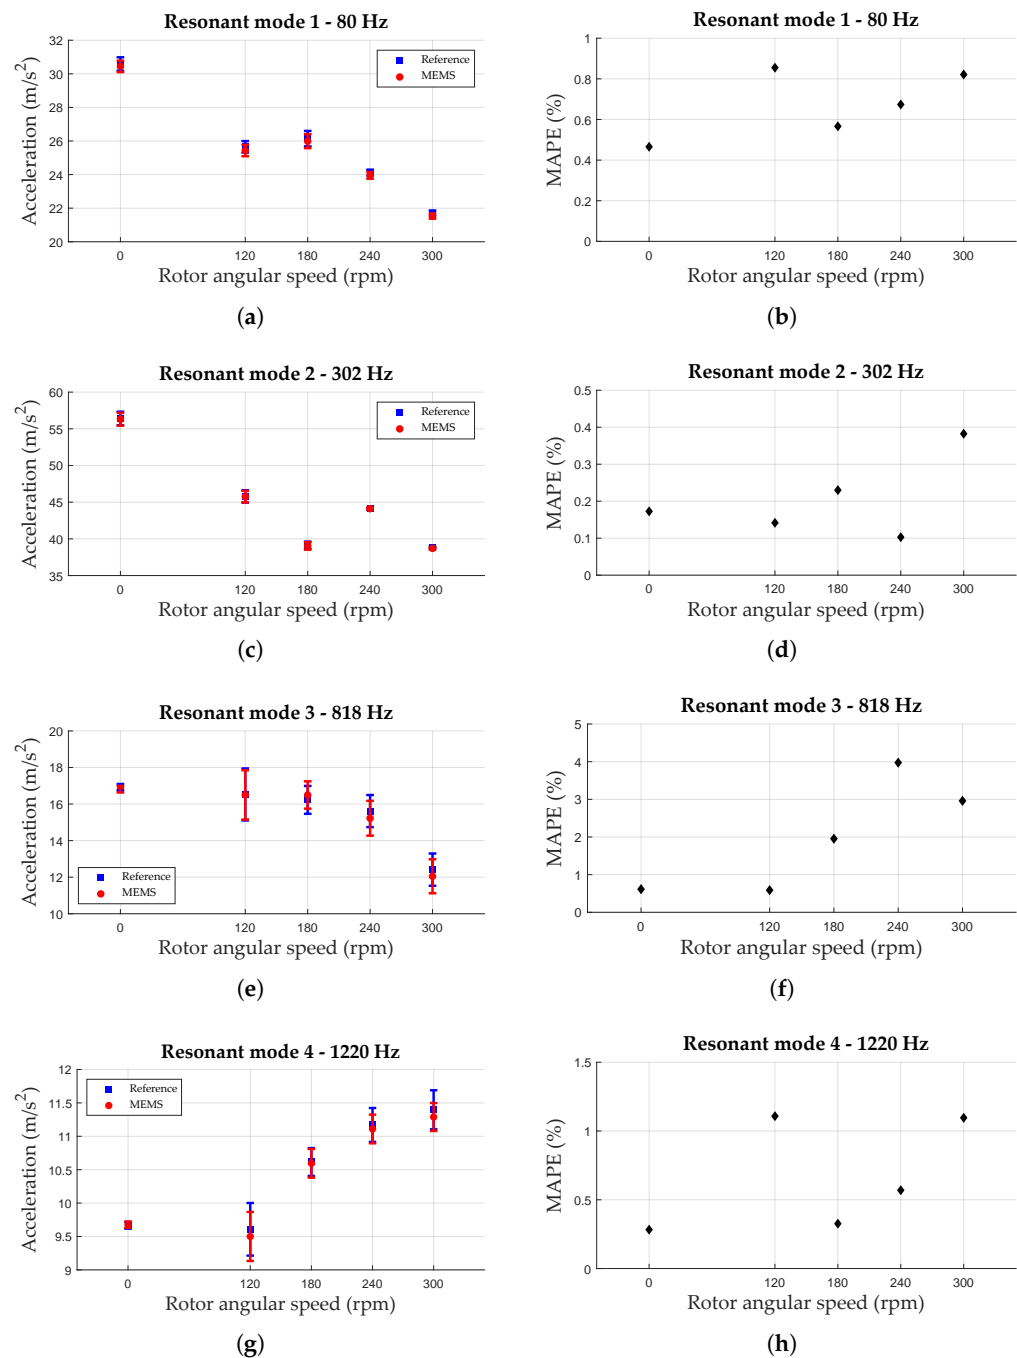 Resonant mode 1 - 80 Hz
Acceleration (m/s²)
32
30
28
26
24
22
20
Reference
MEMS
0 120 180 240 300
Rotor angular speed (rpm)
(a)
Resonant mode 1 - 80 Hz
MAPE (%)
1
0.8
0.6
0.4
0.2
0
0 120 180 240 300
Rotor angular speed (rpm)
(b)
Resonant mode 2 - 302 Hz
Acceleration (m/s²)
60
55
50
45
40
35
Reference
MEMS
0 120 180 240 300
Rotor angular speed (rpm)
(c)
Resonant mode 2 - 302 Hz
MAPE (%)
0.5
0.4
0.3
0.2
0.1
0
0 120 180 240 300
Rotor angular speed (rpm)
(d)
Resonant mode 3 - 818 Hz
Acceleration (m/s²)
20
18
16
14
12
10
Reference
MEMS
0 120 180 240 300
Rotor angular speed (rpm)
(e)
Resonant mode 3 - 818 Hz
MAPE (%)
5
4
3
2
1
0
0 120 180 240 300
Rotor angular speed (rpm)
(f)
Resonant mode 4 - 1220 Hz
Acceleration (m/s²)
12
11.5
11
10.5
10
9.5
9
Reference
MEMS
0 120 180 240 300
Rotor angular speed (rpm)
(g)
Resonant mode 4 - 1220 Hz
MAPE (%)
1.5
1
0.5
0
0 120 180 240 300
Rotor angular speed (rpm)
(h)